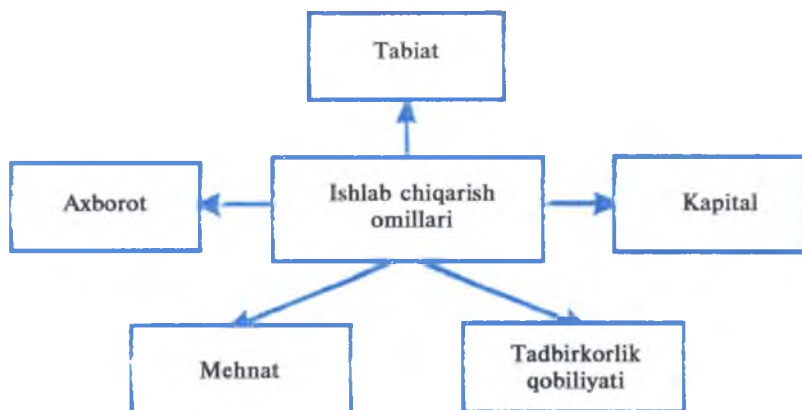 Tabiat
Axborot
Ishlab chiqarish
omillari
Kapital
Mehnat
Tadbirkorlik
qobiliyati